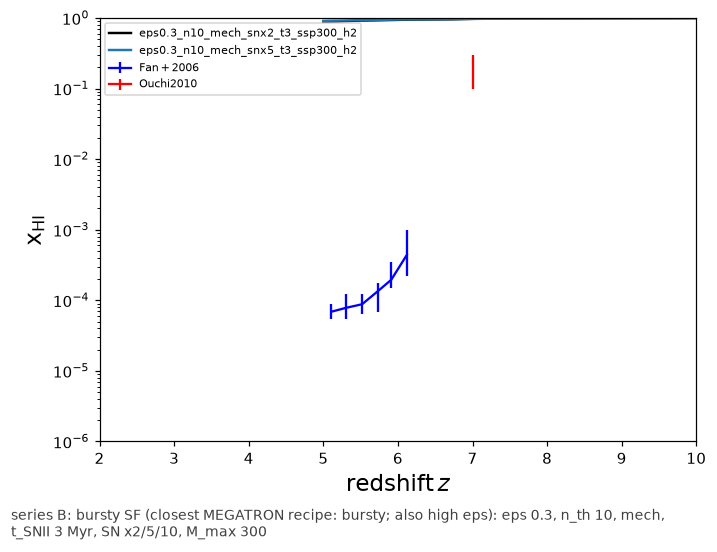 10^0
eps0.3_n10_mech_snx2_t3_ssp300_h2
eps0.3_n10_mech_snx5_t3_ssp300_h2
Fan+2006
Ouchi2010
10^-1
10^-2
10^-3
10^-4
10^-5
10^-6
x_HI
2 3 4 5 6 7 8 9 10
redshift z
series B: bursty SF (closest MEGATRON recipe: bursty; also high eps): eps 0.3, n_th 10, mech,
t_SNII 3 Myr, SN x2/5/10, M_max 300